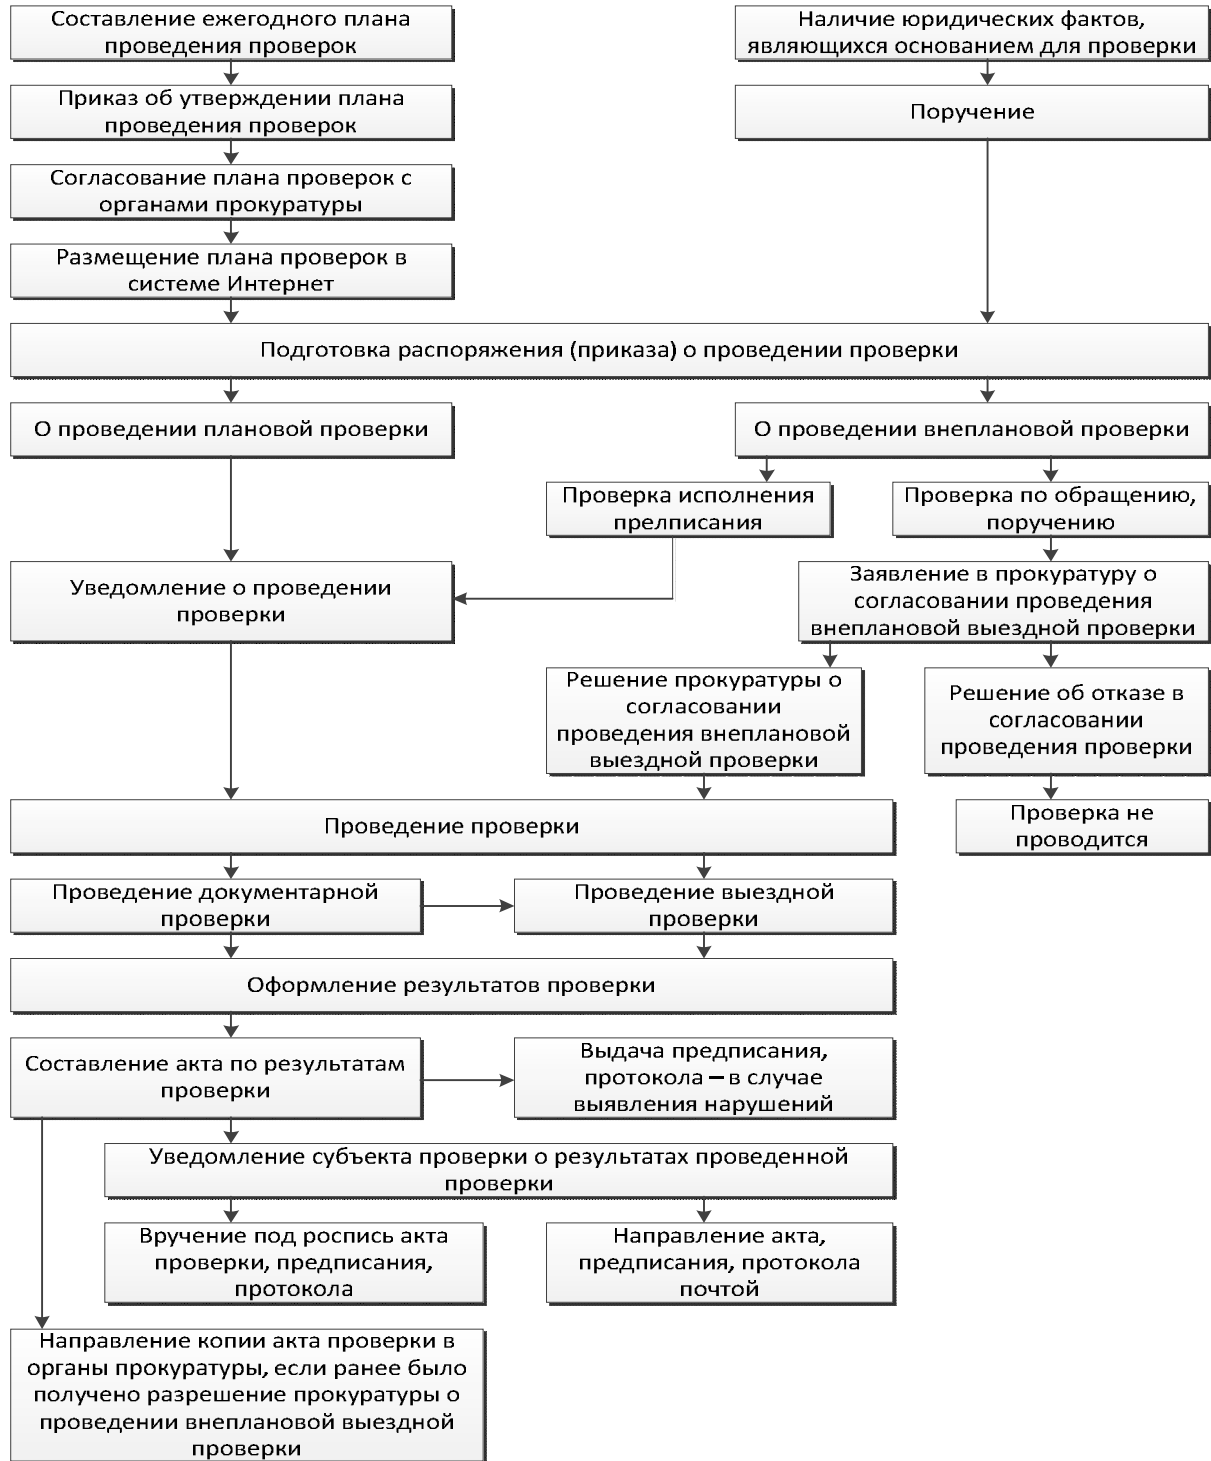 Составление ежегодного плана
проведения проверок
Наличие юридических фактов,
являющихся основанием для проверки
Приказ об утверждении плана
проведения проверок
Поручение
Согласование плана проверок с
органами прокуратуры
Размещение плана проверок в
системе Интернет
Подготовка распоряжения (приказа) о проведении проверки
О проведении плановой проверки
О проведении внеплановой проверки
Проверка исполнения
прелписания
Проверка по обращению,
поручению
Уведомление о проведении
проверки
Заявление в прокуратуру о
согласовании проведения
внеплановой выездной проверки
Решение прокуратуры о
согласовании
проведения внеплановой
выездной проверки
Решение об отказе в
согласовании
проведения проверки
Проведение проверки
Проверка не
проводится
Проведение документарной
проверки
Проведение выездной
проверки
Оформление результатов проверки
Составление акта по результатам
проверки
Выдача предписания,
протокола – в случае
выявления нарушений
Уведомление субъекта проверки о результатах проведенной
проверки
Вручение под роспись акта
проверки, предписания,
протокола
Направление акта,
предписания, протокола
почтой
Направление копии акта проверки в
органы прокуратуры, если ранее было
получено разрешение прокуратуры о
проведении внеплановой выездной
проверки